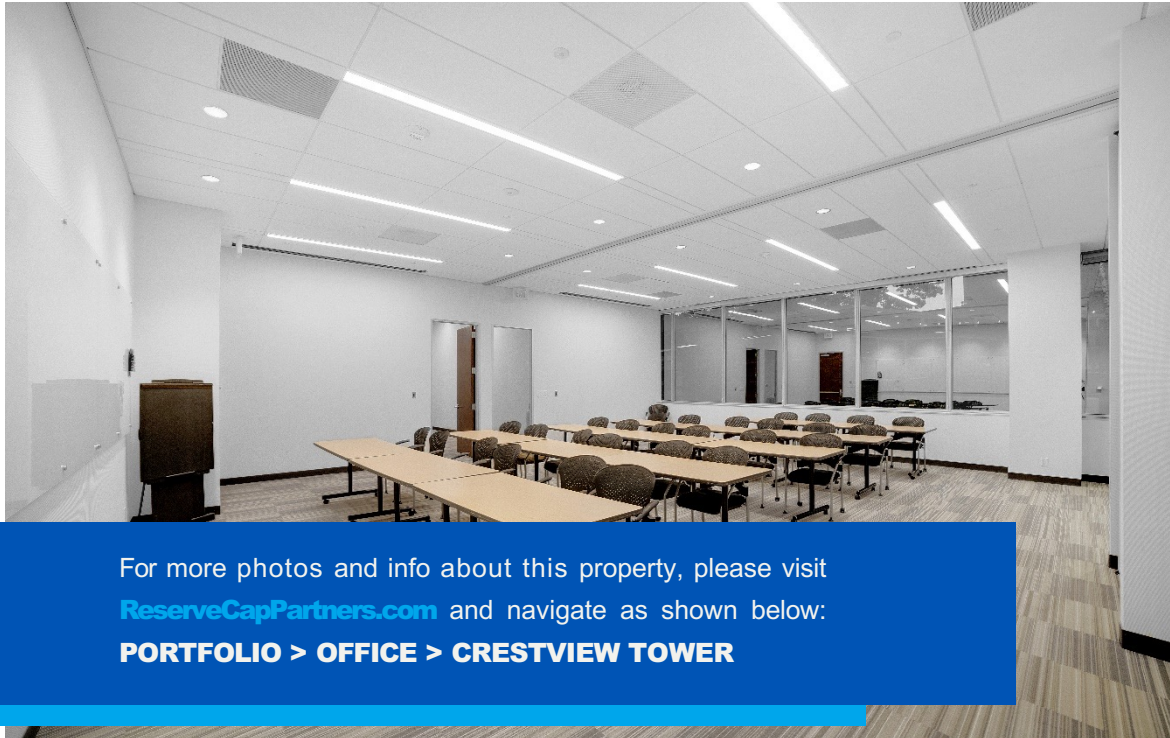 For more photos and info about this property, please visit
ReserveCapPartners.com and navigate as shown below:
PORTFOLIO > OFFICE > CRESTVIEW TOWER